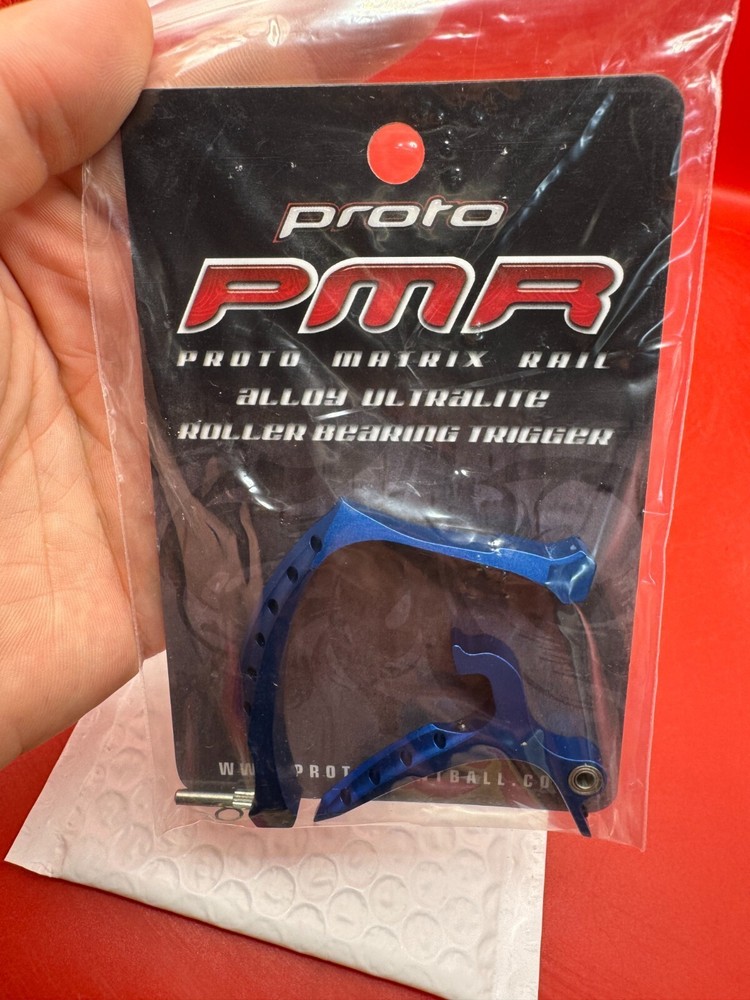 proto
PMR
PROTO MATRIX RAIL
ALLOY ULTRALITE
ROLLER BEARING TRIGGER